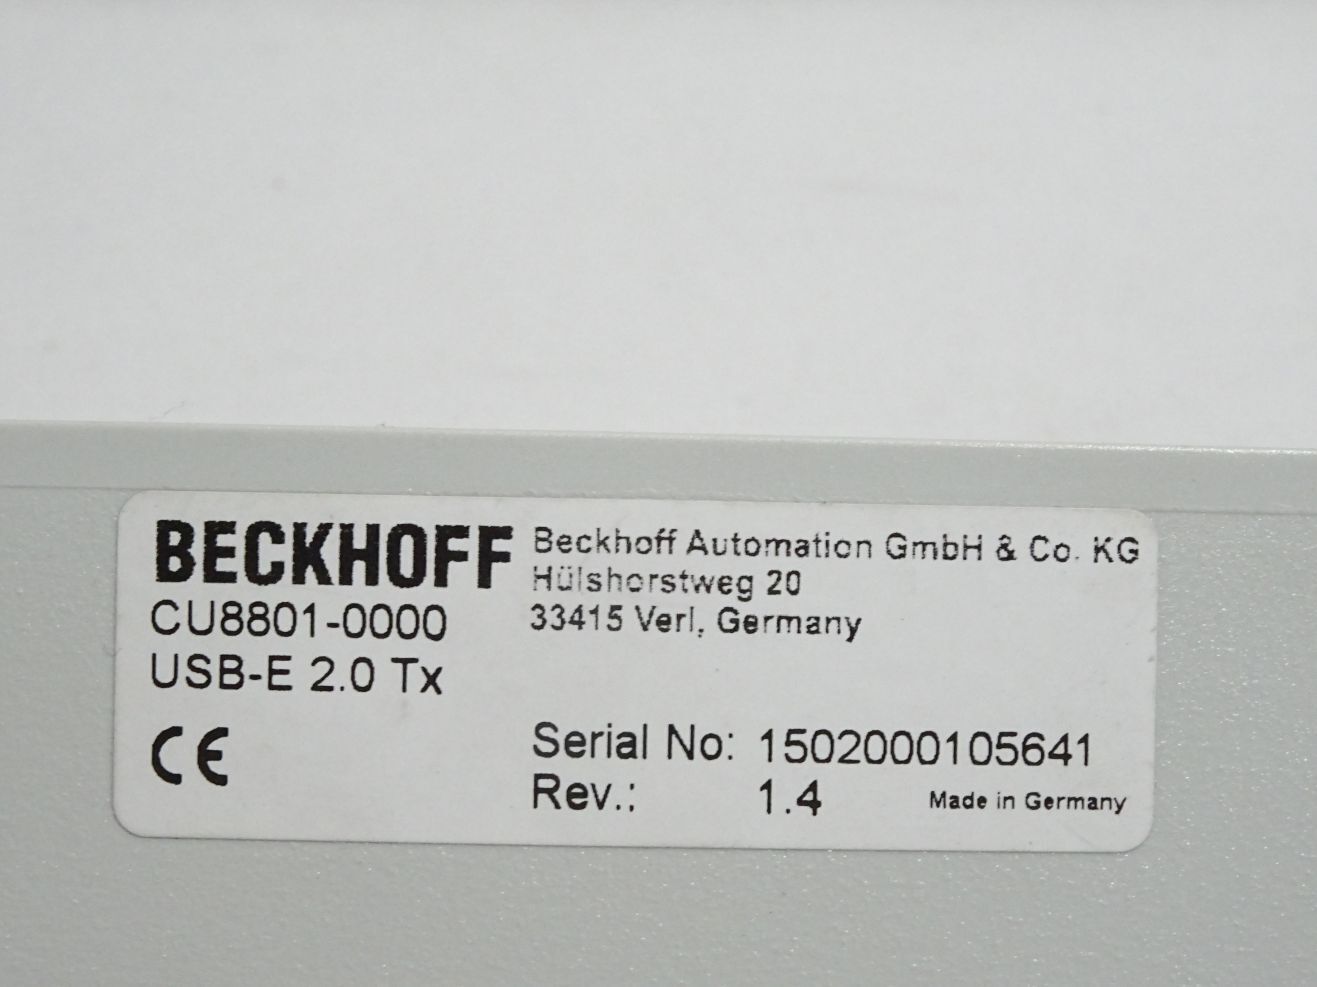 BECKHOFF
CU8801-0000
USB-E 2.0 Tx
Beckhoff Automation GmbH & Co. KG
Hülshorstweg 20
33415 Verl, Germany
CE
Serial No: 1502000105641
Rev.: 1.4 Made in Germany